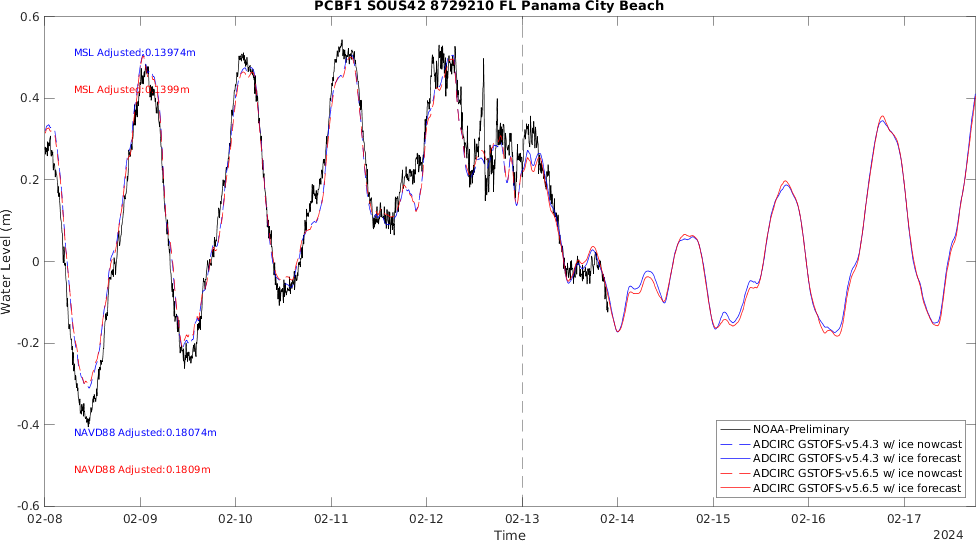 PCBF1 SOUS42 8729210 FL Panama City Beach
0.6
MSL Adjusted:0.13974m
MSL Adjusted:0.1399m
0.4
0.2
0
-0.2
-0.4
-0.6
Water Level (m)
NAVD88 Adjusted:0.18074m
NAVD88 Adjusted:0.1809m
NOAA-Preliminary
ADCIRC GSTOFS-v5.4.3 w/ ice nowcast
ADCIRC GSTOFS-v5.4.3 w/ ice forecast
ADCIRC GSTOFS-v5.6.5 w/ ice nowcast
ADCIRC GSTOFS-v5.6.5 w/ ice forecast
02-08 02-09 02-10 02-11 02-12 02-13 02-14 02-15 02-16 02-17
Time
2024